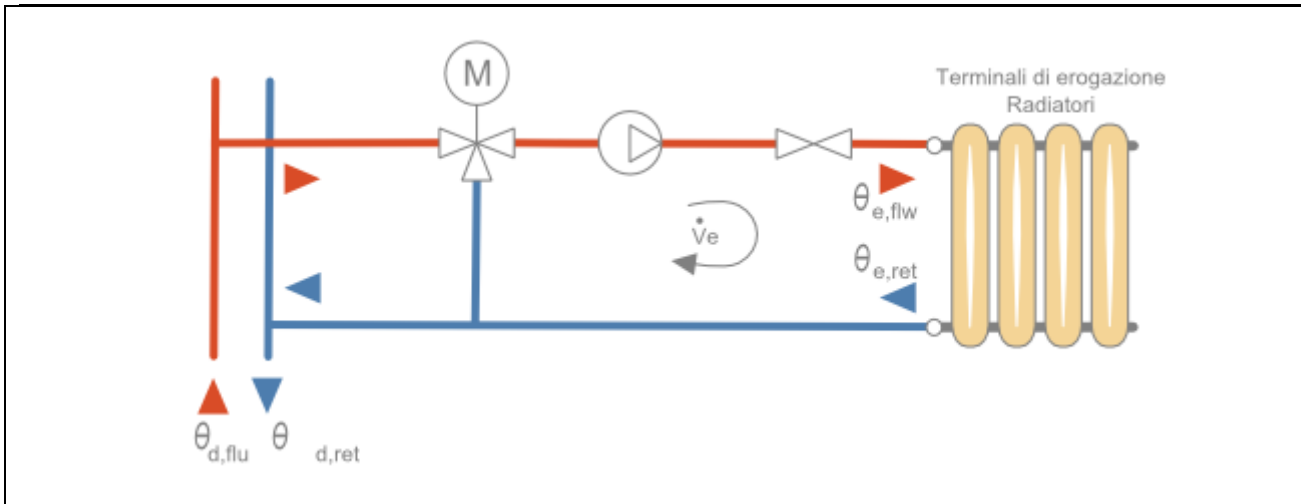 M
Terminali di erogazione
Radiatori
θe,flw
V̇e
θe,ret
θd,flu θ d,ret